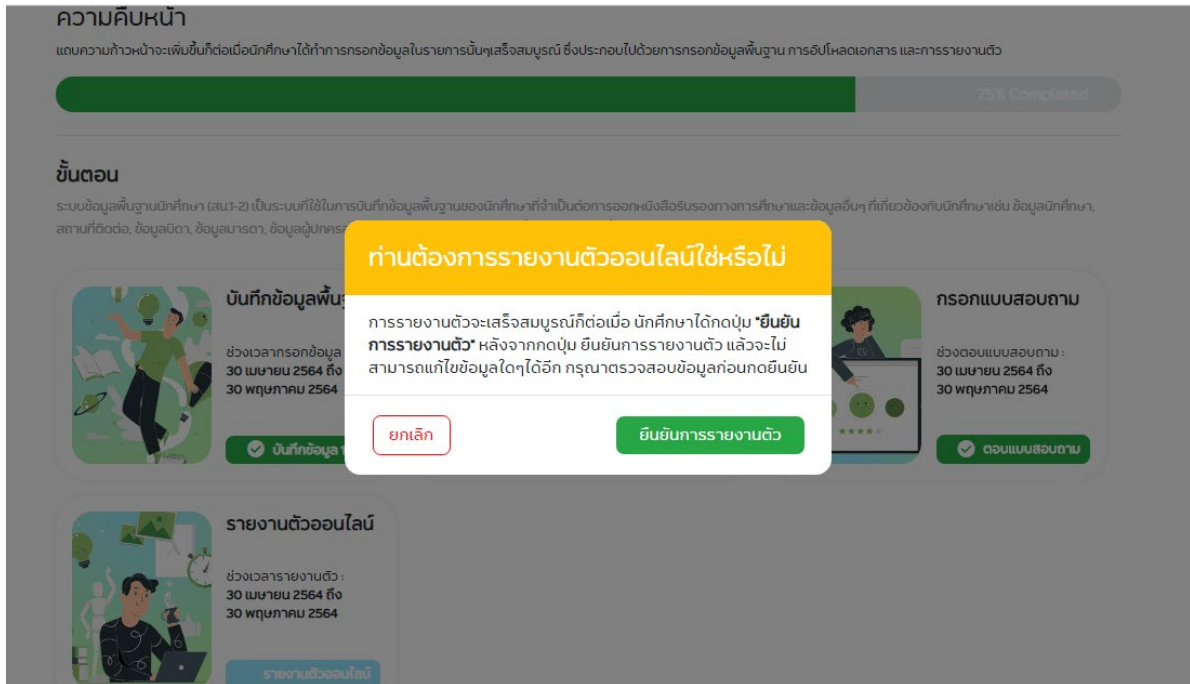 ความคืบหน้า
แถบความก้าวหน้าจะเพิ่มขึ้นก็ต่อเมื่อนักศึกษาได้ทำการกรอกข้อมูลในรายการนั้นๆเสร็จสมบูรณ์ ซึ่งประกอบไปด้วยการกรอกข้อมูลพื้นฐาน การอัปโหลดเอกสาร และการรายงานตัว
75% Completed
ขั้นตอน
ระบบข้อมูลพื้นฐานนักศึกษา (สน.1-2) เป็นระบบที่ใช้ในการบันทึกข้อมูลพื้นฐานของนักศึกษาที่จำเป็นต่อการออกหนังสือรับรองทางการศึกษาและข้อมูลอื่นๆ ที่เกี่ยวข้องกับนักศึกษาเช่น ข้อมูลนักศึกษา,
สถานที่ติดต่อ, ข้อมูลบิดา, ข้อมูลมารดา, ข้อมูลผู้ปกคร
ท่านต้องการรายงานตัวออนไลน์ใช่หรือไม่
การรายงานตัวจะเสร็จสมบูรณ์ก็ต่อเมื่อ นักศึกษาได้กดปุ่ม "ยืนยัน
การรายงานตัว" หลังจากกดปุ่ม ยืนยันการรายงานตัว แล้วจะไม่
สามารถแก้ไขข้อมูลใดๆได้อีก กรุณาตรวจสอบข้อมูลก่อนกดยืนยัน
ยกเลิก
ยืนยันการรายงานตัว
บันทึกข้อมูลพื้น
ช่วงเวลากรอกข้อมูล
30 เมษายน 2564 ถึง
30 พฤษภาคม 2564
บันทึกข้อมูล
กรอกแบบสอบถาม
ช่วงตอบแบบสอบถาม :
30 เมษายน 2564 ถึง
30 พฤษภาคม 2564
ตอบแบบสอบถาม
รายงานตัวออนไลน์
ช่วงเวลารายงานตัว :
30 เมษายน 2564 ถึง
30 พฤษภาคม 2564
รายงานตัวออนไลน์